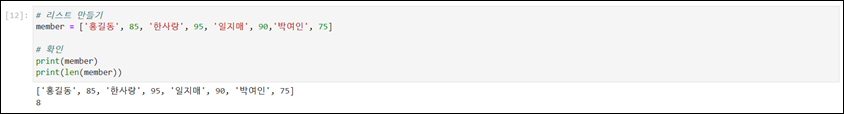 [12]:
# 리스트 만들기
member = ['홍길동', 85, '한사랑', 95, '일지매', 90,'박여인', 75]
# 확인
print(member)
print(len(member))
['홍길동', 85, '한사랑', 95, '일지매', 90, '박여인', 75]
8